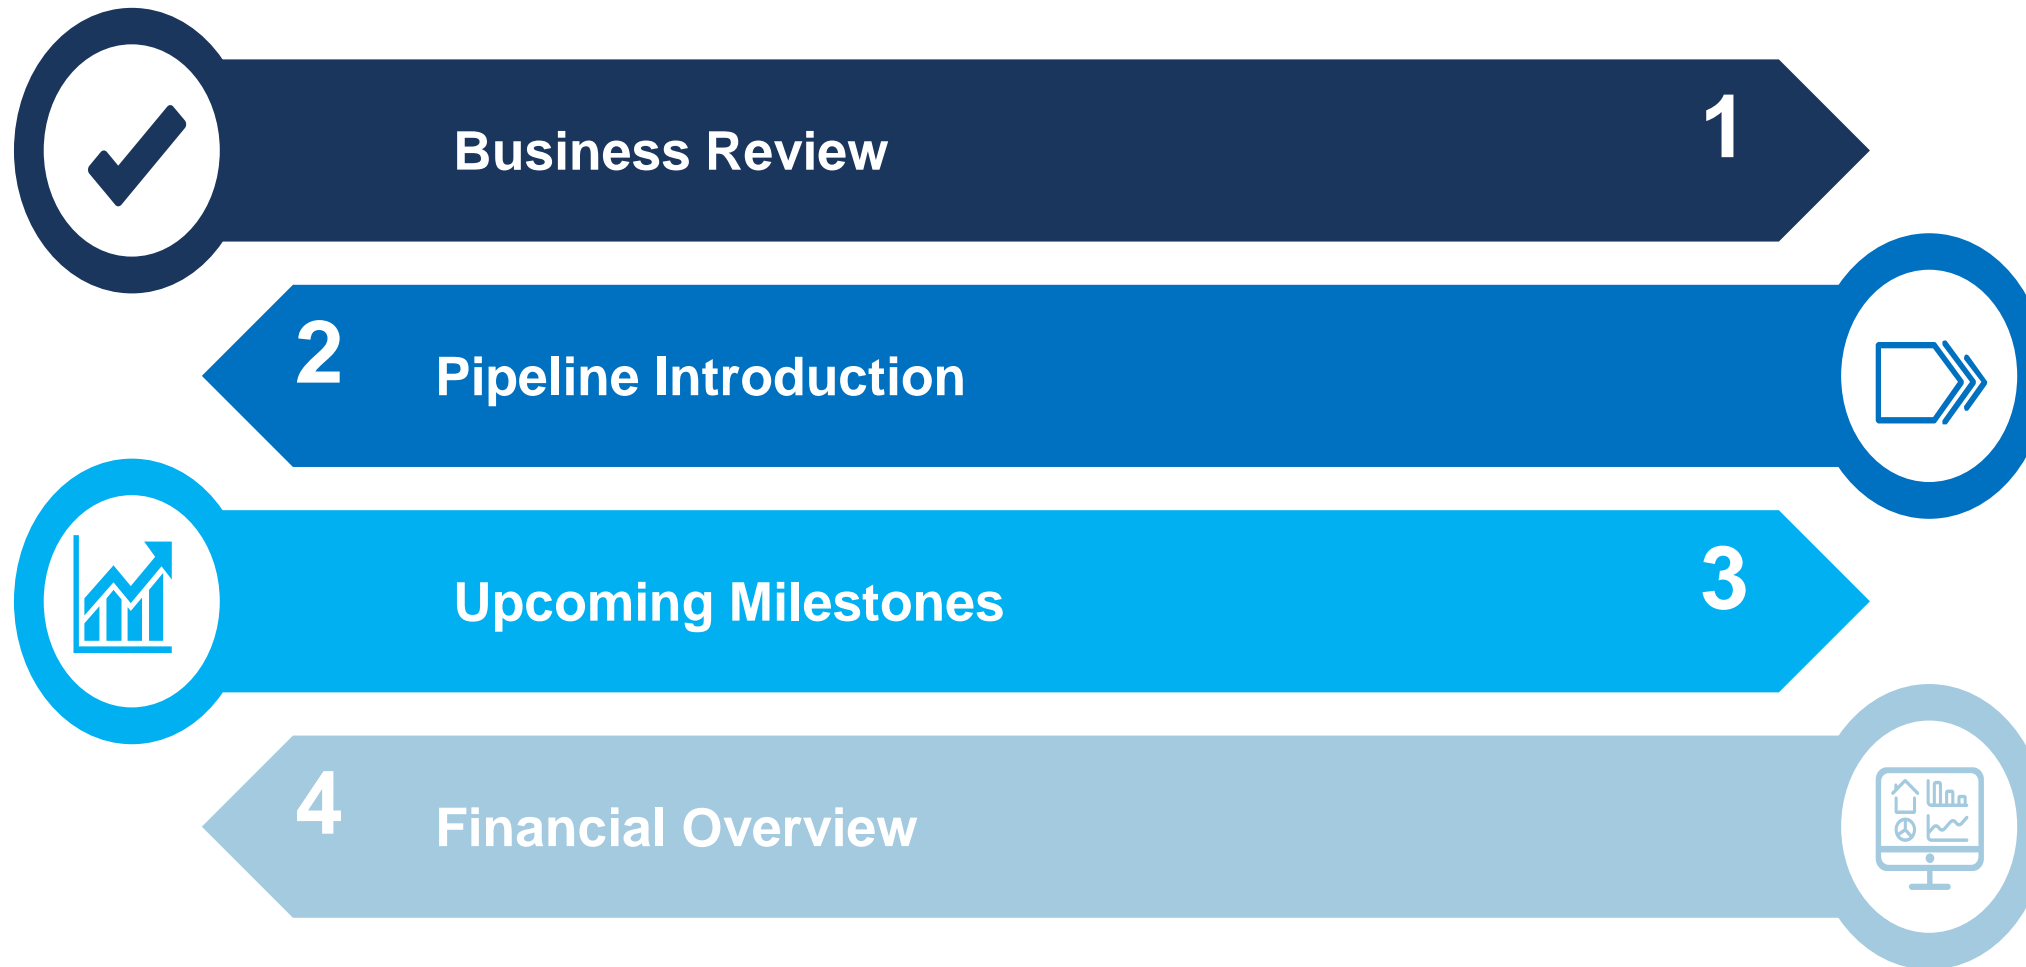 Business Review 1
2 Pipeline Introduction
Upcoming Milestones 3
4 Financial Overview